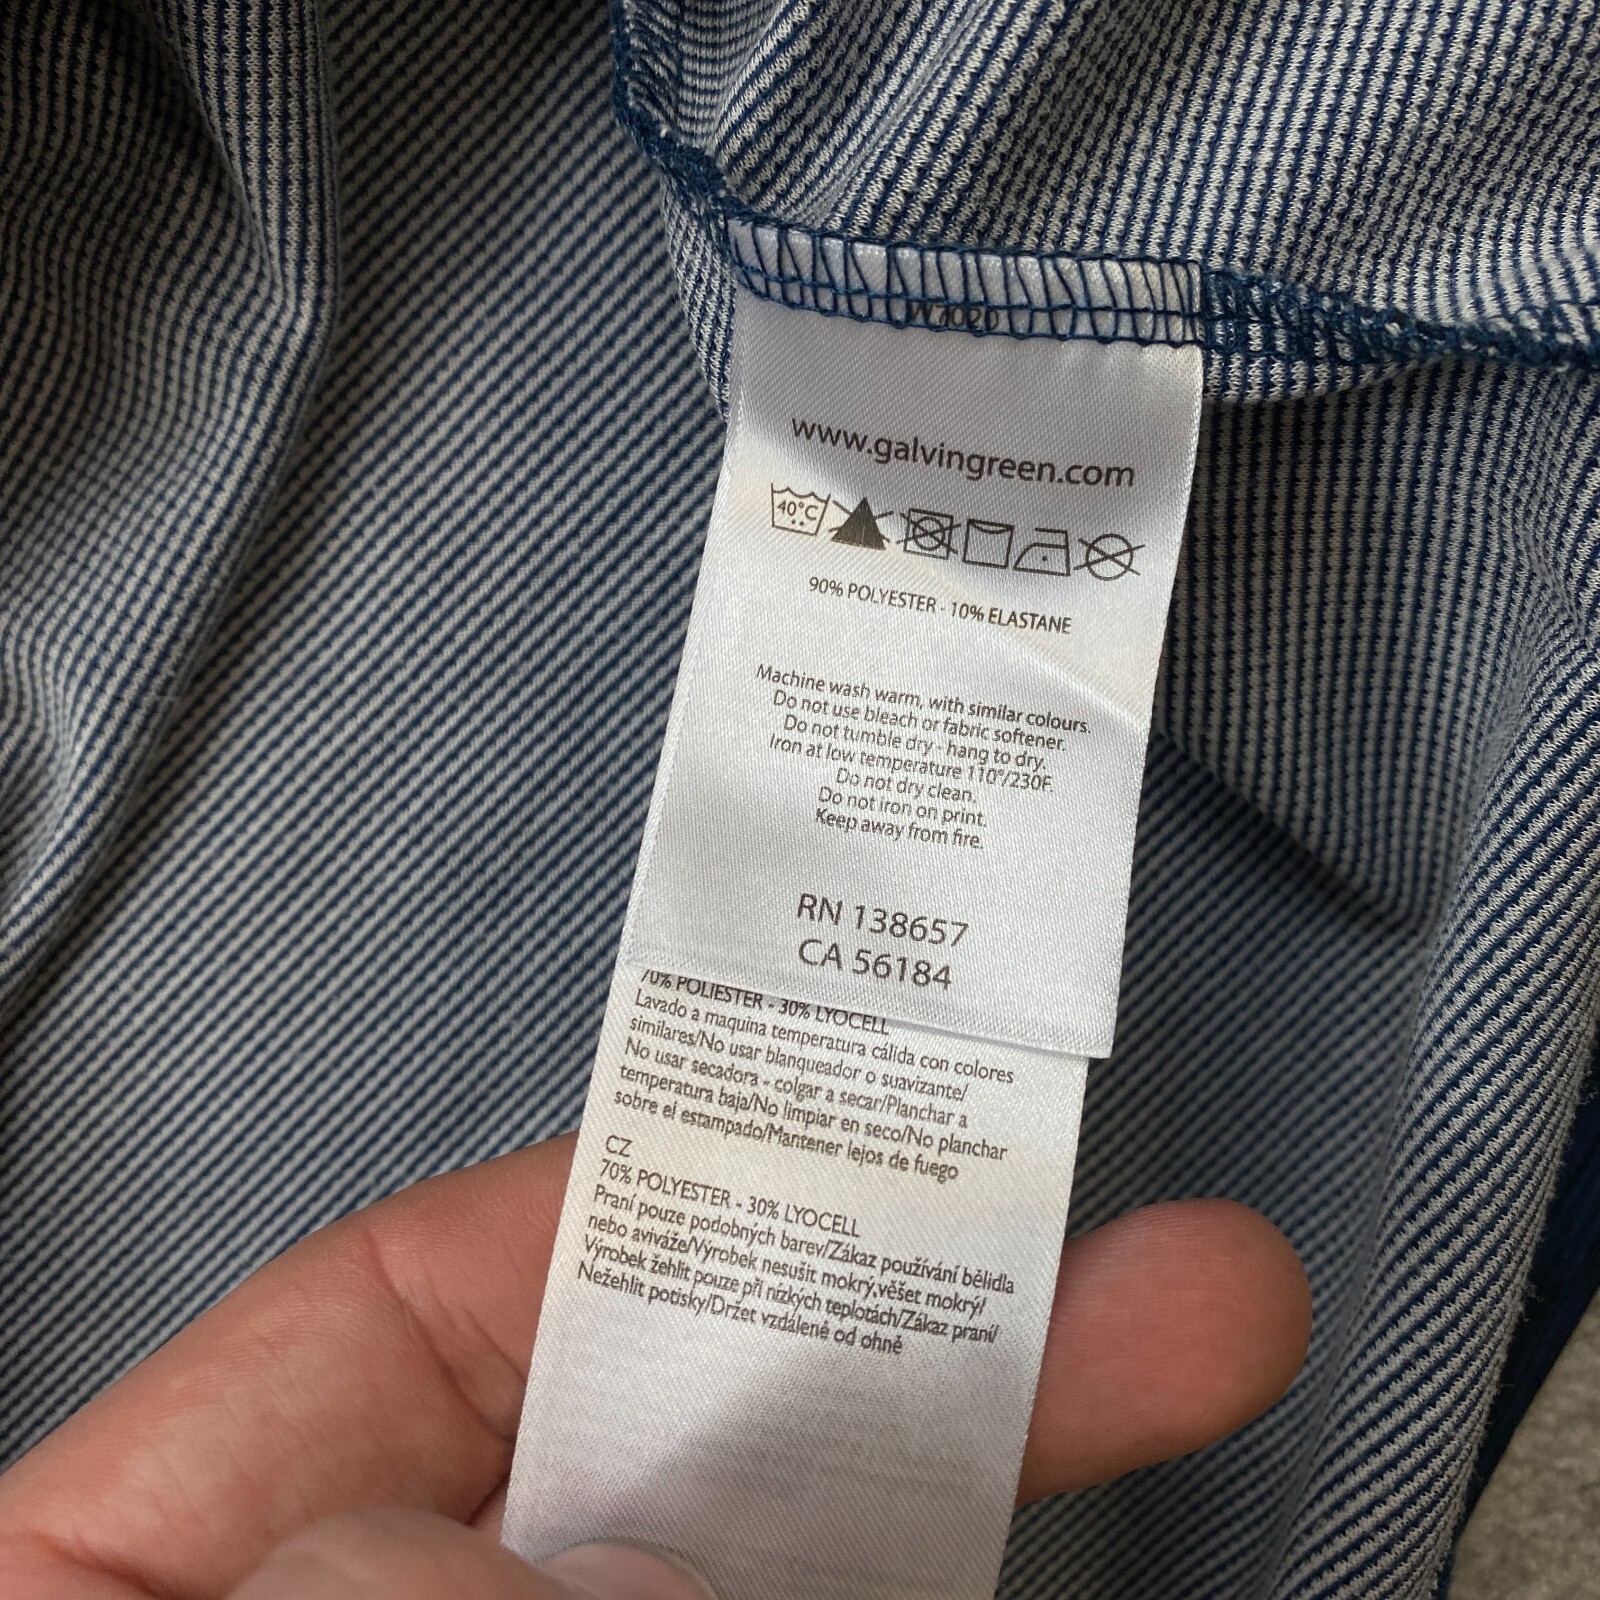 W7020
www.galvingreen.com
40°C
90% POLYESTER - 10% ELASTANE
Machine wash warm, with similar colours.
Do not use bleach or fabric softener.
Do not tumble dry - hang to dry.
Iron at low temperature 110°/230F.
Do not dry clean.
Do not iron on print.
Keep away from fire.
RN 138657
CA 56184
70% POLIESTER - 30% LYOCELL
Lavado a maquina temperatura cálida con colores
similares/No usar blanqueador o suavizante/
No usar secadora - colgar a secar/Planchar a
temperatura baja/No limpiar en seco/No planchar
sobre el estampado/Mantener lejos de fuego
CZ
70% POLYESTER - 30% LYOCELL
Praní pouze podobných barev/Zákaz používání bělidla
nebo aviváže/Výrobek nesušit mokrý,věšet mokrý/
Výrobek žehlit pouze při nízkých teplotách/Zákaz praní/
Nežehlit potisky/Držet vzdáleně od ohně